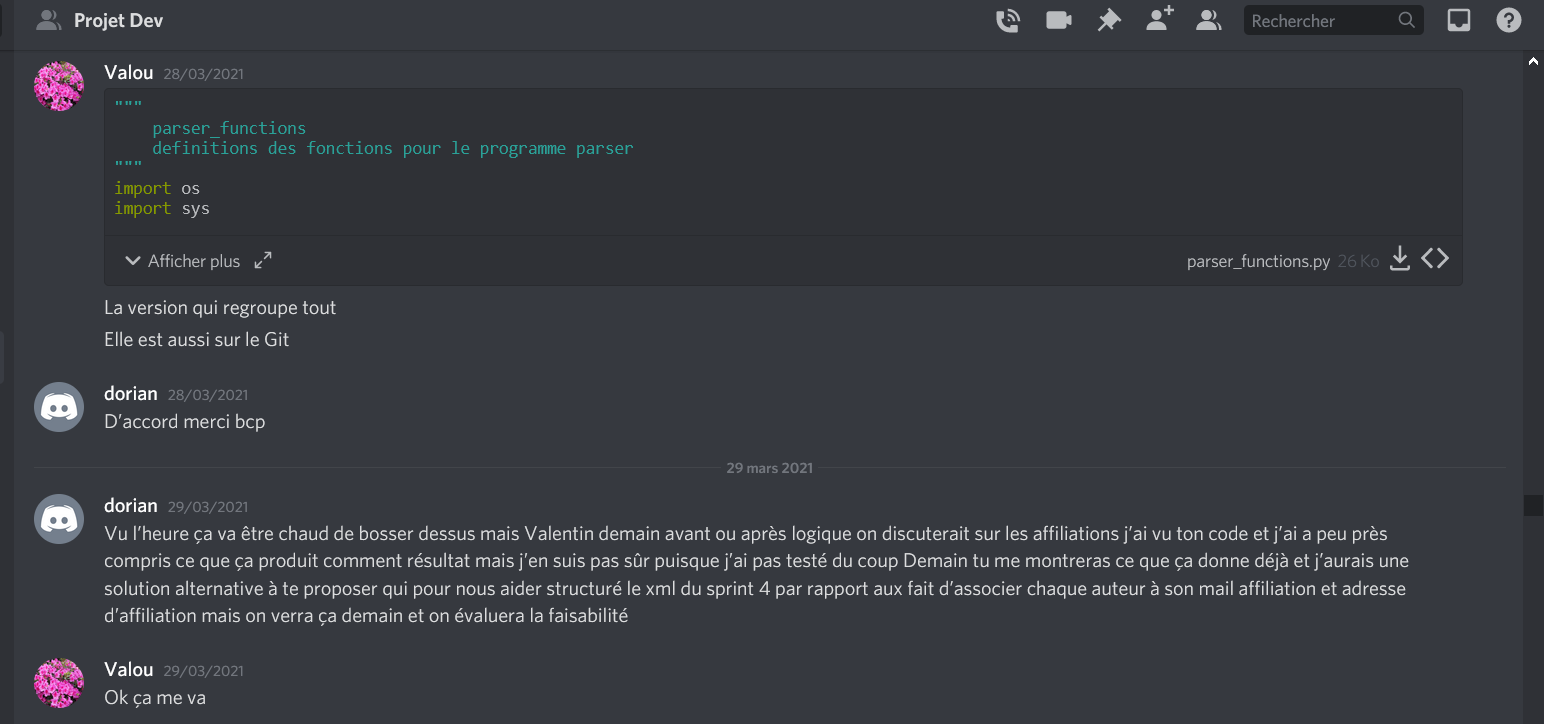 Projet Dev
Rechercher
Valou 28/03/2021
"""
parser_functions
definitions des fonctions pour le programme parser
"""
import os
import sys
Afficher plus
parser_functions.py 26 Ko
La version qui regroupe tout
Elle est aussi sur le Git
dorian 28/03/2021
D'accord merci bcp
29 mars 2021
dorian 29/03/2021
Vu l'heure ça va être chaud de bosser dessus mais Valentin demain avant ou après logique on discuterait sur les affiliations j'ai vu ton code et j'ai a peu près
compris ce que ça produit comment résultat mais j'en suis pas sûr puisque j'ai pas testé du coup Demain tu me montreras ce que ça donne déjà et j'aurais une
solution alternative à te proposer qui pour nous aider structuré le xml du sprint 4 par rapport aux fait d'associer chaque auteur à son mail affiliation et adresse
d'affiliation mais on verra ça demain et on évaluera la faisabilité
Valou 29/03/2021
Ok ça me va